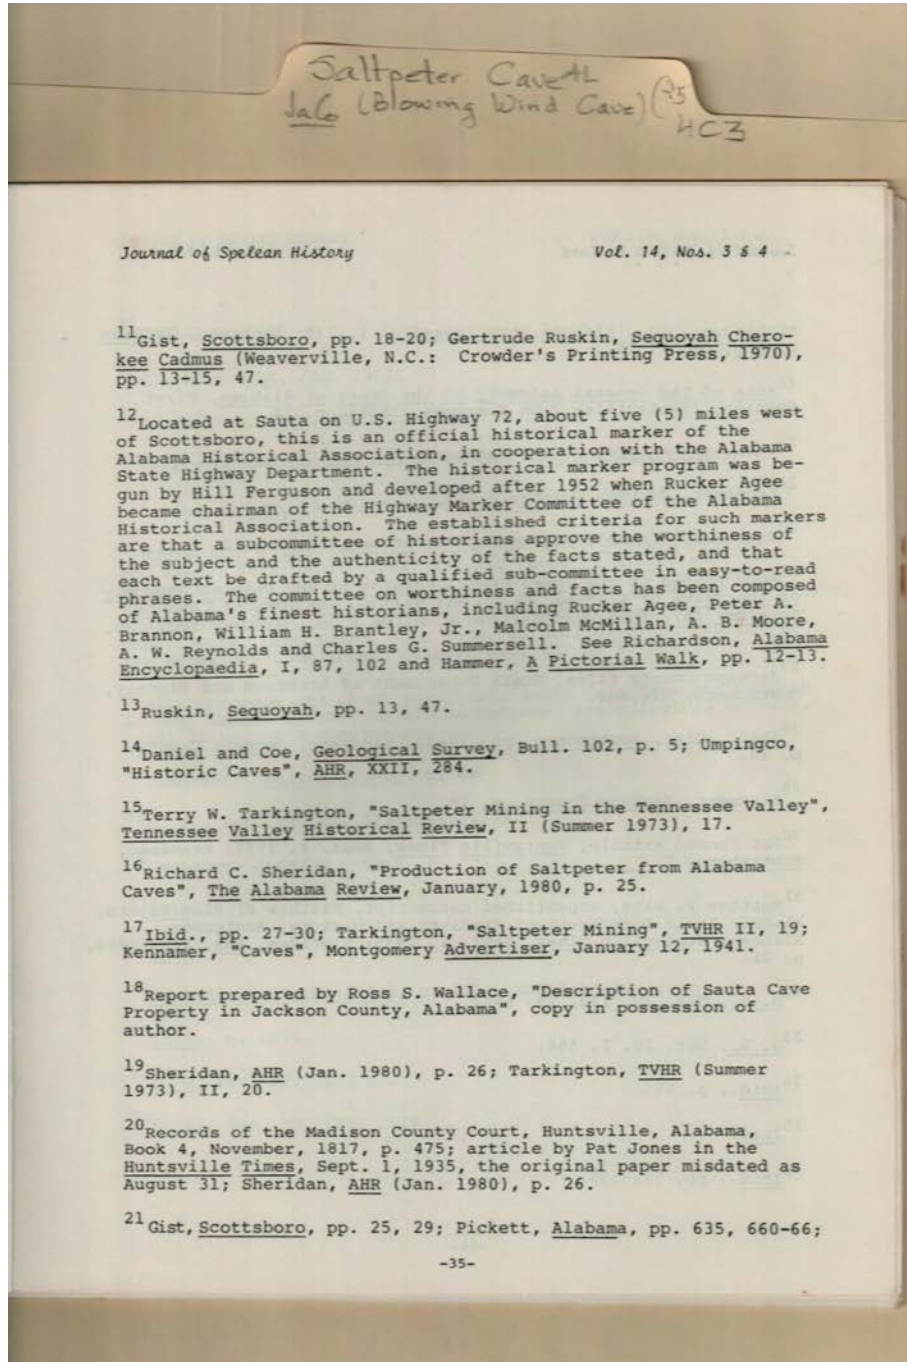 Saltpeter Cave AL
JaCo (Blowing Wind Cave)
4C3
Journal of Spelean History Vol. 14, Nos. 3 & 4
11Gist, Scottsboro, pp. 18-20; Gertrude Ruskin, Sequoyah Chero-
kee Cadmus (Weaverville, N.C.: Crowder's Printing Press, 1970),
pp. 13-15, 47.
12Located at Sauta on U.S. Highway 72, about five (5) miles west
of Scottsboro, this is an official historical marker of the
Alabama Historical Association, in cooperation with the Alabama
State Highway Department. The historical marker program was be-
gun by Hill Ferguson and developed after 1952 when Rucker Agee
became chairman of the Highway Marker Committee of the Alabama
Historical Association. The established criteria for such markers
are that a subcommittee of historians approve the worthiness of
the subject and the authenticity of the facts stated, and that
each text be drafted by a qualified sub-committee in easy-to-read
phrases. The committee on worthiness and facts has been composed
of Alabama's finest historians, including Rucker Agee, Peter A.
Brannon, William H. Brantley, Jr., Malcolm McMillan, A. B. Moore,
A. W. Reynolds and Charles G. Summersell. See Richardson, Alabama
Encyclopaedia, I, 87, 102 and Hammer, A Pictorial Walk, pp. 12-13.
13Ruskin, Sequoyah, pp. 13, 47.
14Daniel and Coe, Geological Survey, Bull. 102, p. 5; Umpingco,
"Historic Caves", AHR, XXII, 284.
15Terry W. Tarkington, "Saltpeter Mining in the Tennessee Valley",
Tennessee Valley Historical Review, II (Summer 1973), 17.
16Richard C. Sheridan, "Production of Saltpeter from Alabama
Caves", The Alabama Review, January, 1980, p. 25.
17Ibid., pp. 27-30; Tarkington, "Saltpeter Mining", TVHR II, 19;
Kennamer, "Caves", Montgomery Advertiser, January 12, 1941.
18Report prepared by Ross S. Wallace, "Description of Sauta Cave
Property in Jackson County, Alabama", copy in possession of
author.
19Sheridan, AHR (Jan. 1980), p. 26; Tarkington, TVHR (Summer
1973), II, 20.
20Records of the Madison County Court, Huntsville, Alabama,
Book 4, November, 1817, p. 475; article by Pat Jones in the
Huntsville Times, Sept. 1, 1935, the original paper misdated as
August 31; Sheridan, AHR (Jan. 1980), p. 26.
21Gist, Scottsboro, pp. 25, 29; Pickett, Alabama, pp. 635, 660-66;
-35-